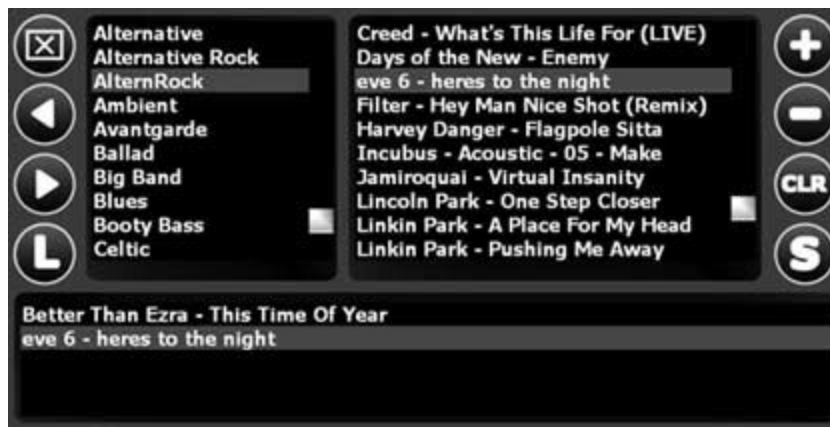 Alternative
Alternative Rock
AlternRock
Ambient
Avantgarde
Ballad
Big Band
Blues
Booty Bass
Celtic
Creed - What's This Life For (LIVE)
Days of the New - Enemy
eve 6 - heres to the night
Filter - Hey Man Nice Shot (Remix)
Harvey Danger - Flagpole Sitta
Incubus - Acoustic - 05 - Make
Jamiroquai - Virtual Insanity
Lincoln Park - One Step Closer
Linkin Park - A Place For My Head
Linkin Park - Pushing Me Away
L
CLR
S
Better Than Ezra - This Time Of Year
eve 6 - heres to the night